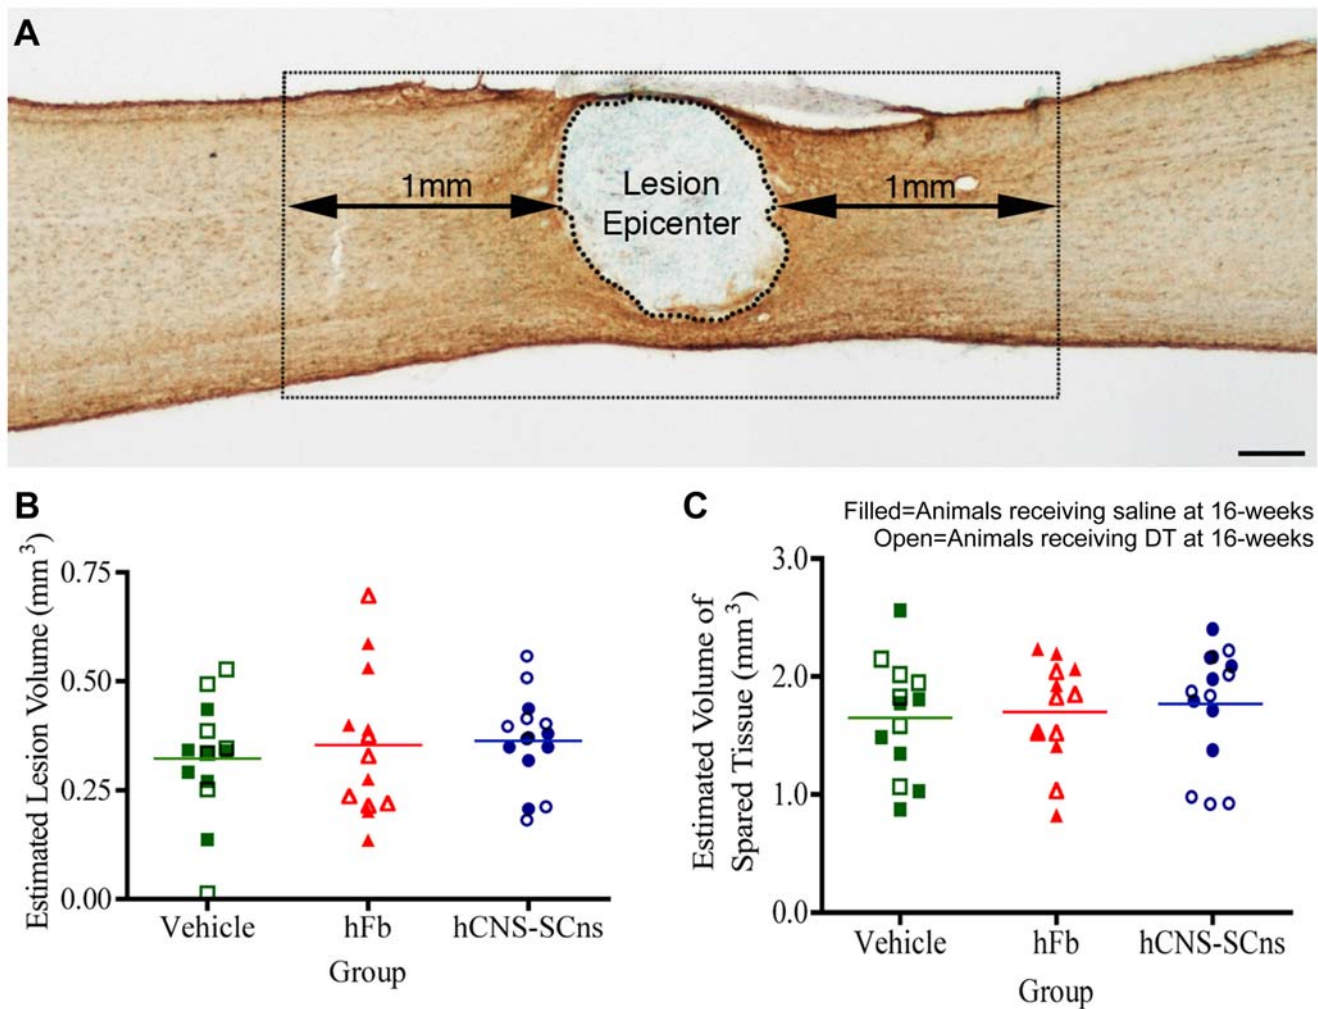 A
1mm
Lesion
Epicenter
1mm
B
Estimated Lesion Volume (mm3)
0.75
0.50
0.25
0.00
Vehicle
hFb
hCNS-SCns
Group
C
Filled=Animals receiving saline at 16-weeks
Open=Animals receiving DT at 16-weeks
Estimated Volume of
Spared Tissue (mm3)
3.0
2.0
1.0
0.0
Vehicle
hFb
hCNS-SCns
Group